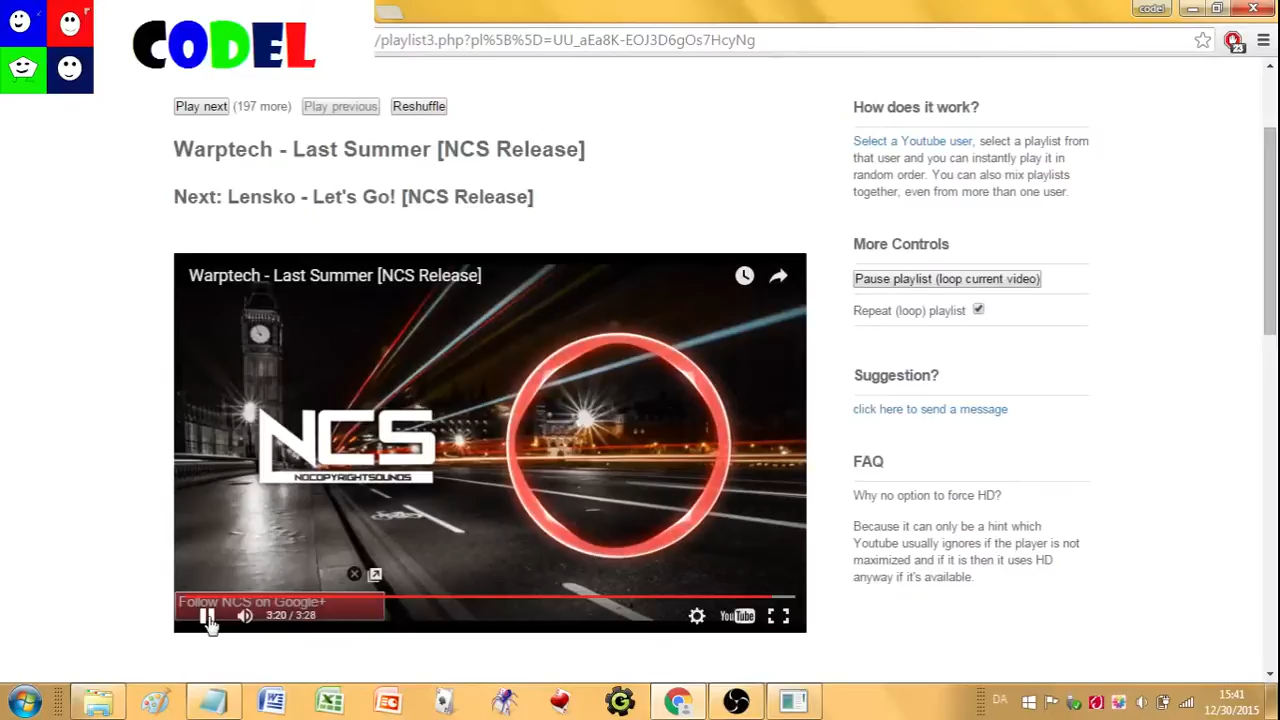 CODEL
codel
/playlist3.php?pl%5B%5D=UU_aEa8K-EOJ3D6gOs7HcyNg
23
Play next (197 more) Play previous Reshuffle
Warptech - Last Summer [NCS Release]
Next: Lensko - Let's Go! [NCS Release]
Warptech - Last Summer [NCS Release]
NCS
NOCOPYRIGHTSOUNDS
Follow NCS on Google+
3:20 / 3:28
YouTube
How does it work?
Select a Youtube user, select a playlist from
that user and you can instantly play it in
random order. You can also mix playlists
together, even from more than one user.
More Controls
Pause playlist (loop current video)
Repeat (loop) playlist
Suggestion?
click here to send a message
FAQ
Why no option to force HD?
Because it can only be a hint which
Youtube usually ignores if the player is not
maximized and if it is then it uses HD
anyway if it's available.
DA
15:41
12/30/2015